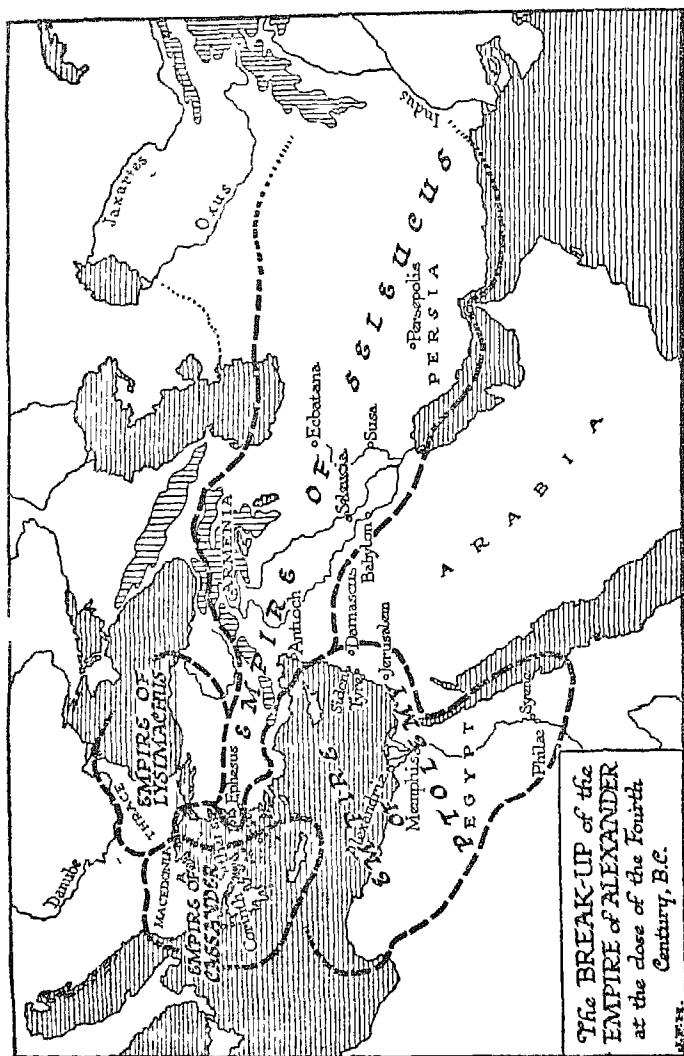 Jaxartes
Oxus
Indus
EMPIRE OF SELEUCUS
Ecbatana
Persepolis
PERSIA
Susa
Seleucia
Babylon
ARMENIA
Antioch
Damascus
Jerusalem
Sidon
Tyre
ARABIA
EMPIRE OF
LYSIMACHUS
THRACE
Danube
MACEDONIA
EMPIRE OF
CASSANDER
Corinth
Ephesus
EMPIRE OF PTOLEMY
Alexandria
Memphis
EGYPT
Syene
Philæ
The BREAK-UP of the
EMPIRE of ALEXANDER
at the close of the Fourth
Century, B.C.
J.F.H.